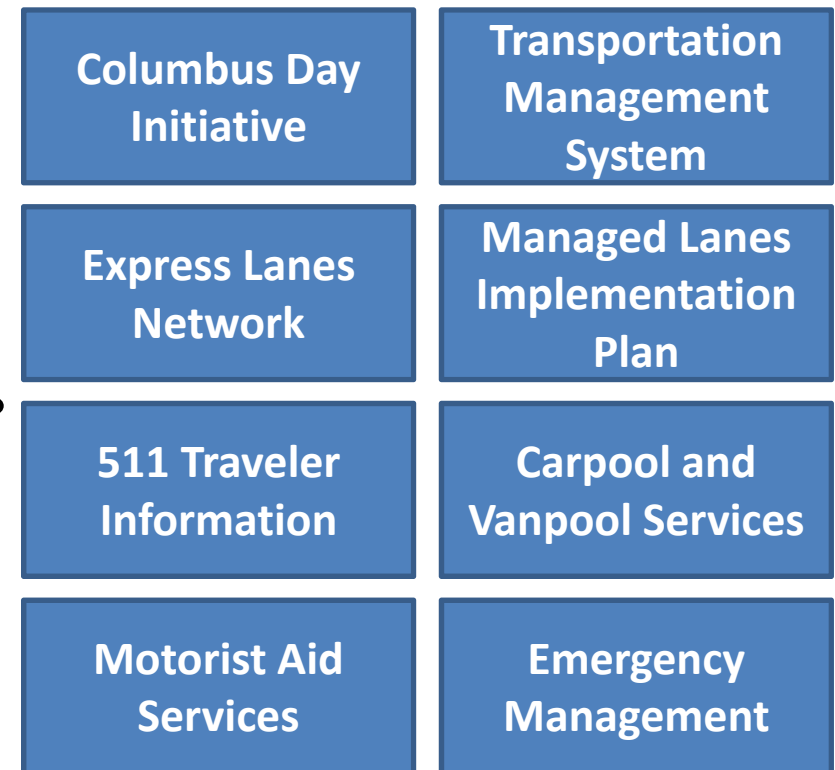 Columbus Day
Initiative
Transportation
Management
System
Express Lanes
Network
Managed Lanes
Implementation
Plan
511 Traveler
Information
Carpool and
Vanpool Services
Motorist Aid
Services
Emergency
Management